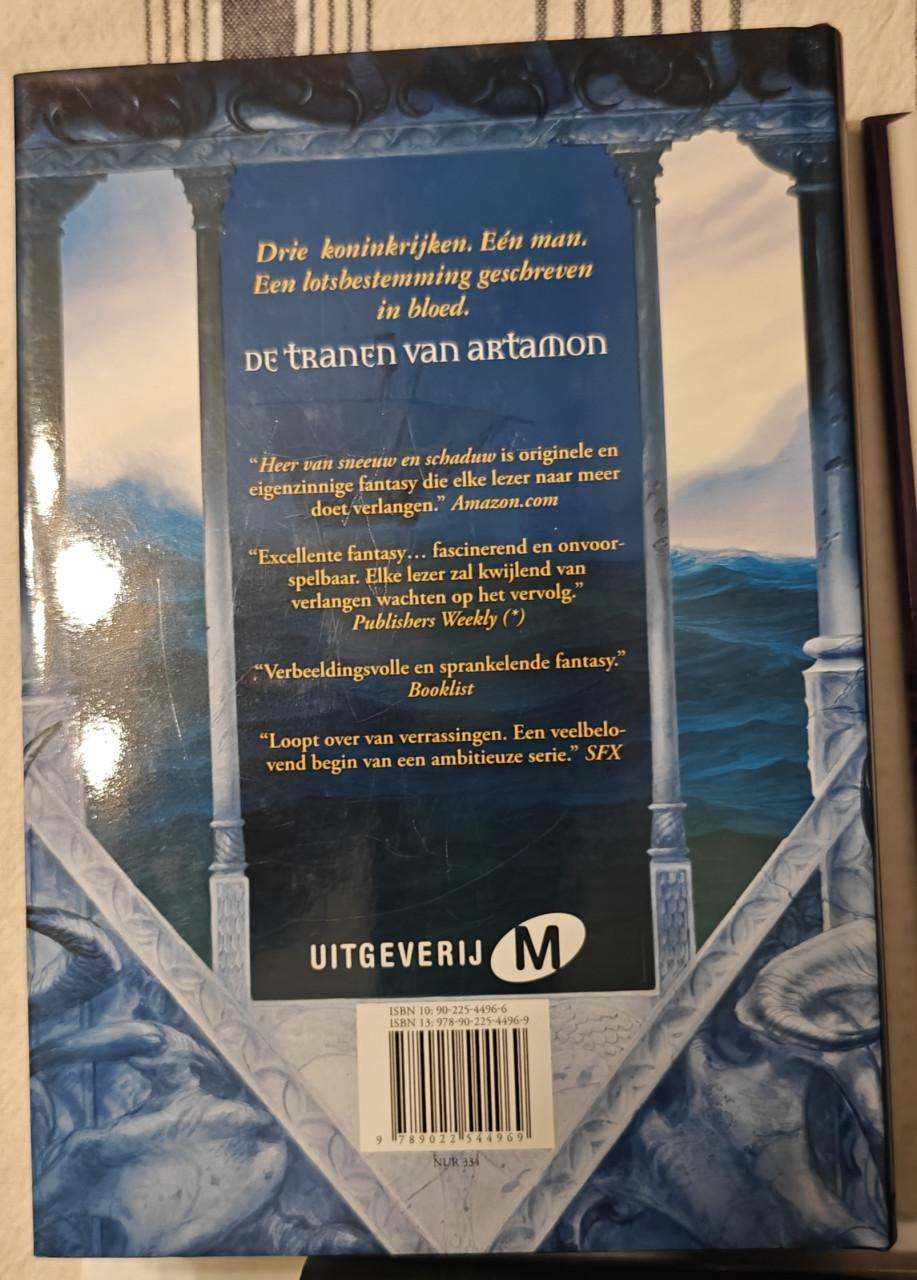 Drie koninkrijken. Eén man.
Een lotsbestemming geschreven
in bloed.
DE TRANEN VAN ARTAMON
“Heer van sneeuw en schaduw is originele en
eigenzinnige fantasy die elke lezer naar meer
doet verlangen.” Amazon.com
“Excellente fantasy… fascinerend en onvoor-
spelbaar. Elke lezer zal kwijlend van
verlangen wachten op het vervolg.”
Publishers Weekly (*)
“Verbeeldingsvolle en sprankelende fantasy.”
Booklist
“Loopt over van verrassingen. Een veelbelo-
vend begin van een ambitieuze serie.” SFX
UITGEVERIJ M
ISBN 10: 90-225-4496-6
ISBN 13: 978-90-225-4496-9
9 789022 544969
NUR 334